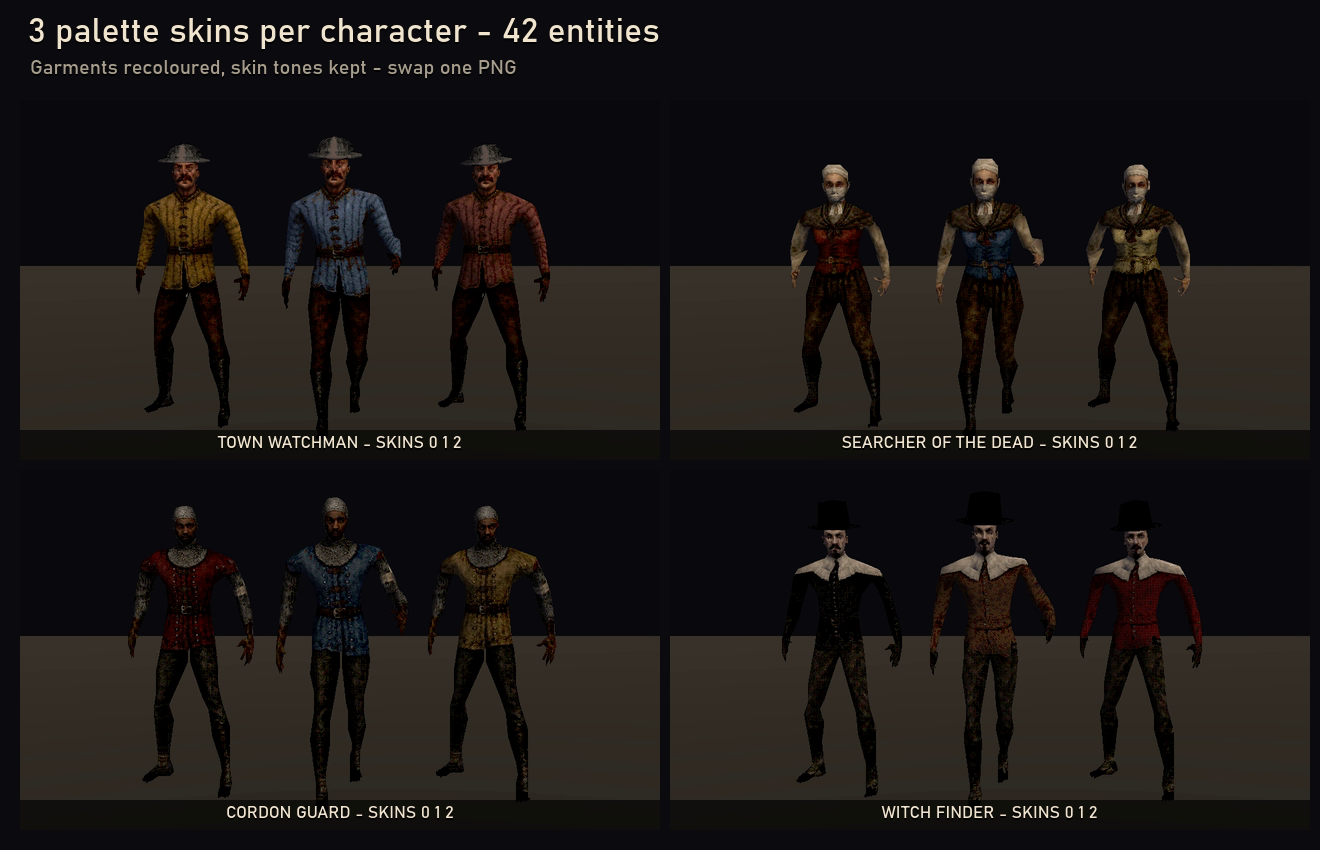 3 palette skins per character - 42 entities
Garments recoloured, skin tones kept - swap one PNG
TOWN WATCHMAN - SKINS 0 1 2
SEARCHER OF THE DEAD - SKINS 0 1 2
CORDON GUARD - SKINS 0 1 2
WITCH FINDER - SKINS 0 1 2